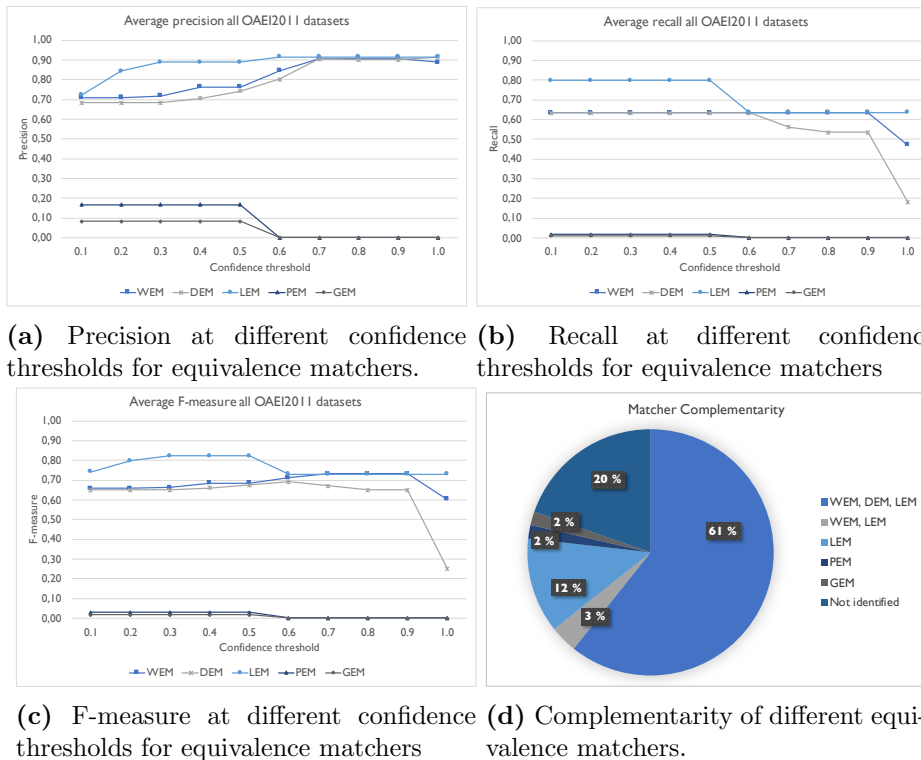 Average precision all OAEI2011 datasets
1,00
0,90
0,80
0,70
0,60
0,50
0,40
0,30
0,20
0,10
0,00
Precision
0.1 0.2 0.3 0.4 0.5 0.6 0.7 0.8 0.9 1.0
Confidence threshold
WEM DEM LEM PEM GEM
Average recall all OAEI2011 datasets
1,00
0,90
0,80
0,70
0,60
0,50
0,40
0,30
0,20
0,10
0,00
Recall
0.1 0.2 0.3 0.4 0.5 0.6 0.7 0.8 0.9 1.0
Confidence threshold
WEM DEM LEM PEM GEM
(a) Precision at different confidence
thresholds for equivalence matchers.
(b) Recall at different confidenc
thresholds for equivalence matchers
Average F-measure all OAEI2011 datasets
1,00
0,90
0,80
0,70
0,60
0,50
0,40
0,30
0,20
0,10
0,00
F-measure
0.1 0.2 0.3 0.4 0.5 0.6 0.7 0.8 0.9 1.0
Confidence threshold
WEM DEM LEM PEM GEM
Matcher Complementarity
20 %
2 %
2 %
12 %
3 %
61 %
WEM, DEM, LEM
WEM, LEM
LEM
PEM
GEM
Not identified
(c) F-measure at different confidence
thresholds for equivalence matchers
(d) Complementarity of different equi-
valence matchers.